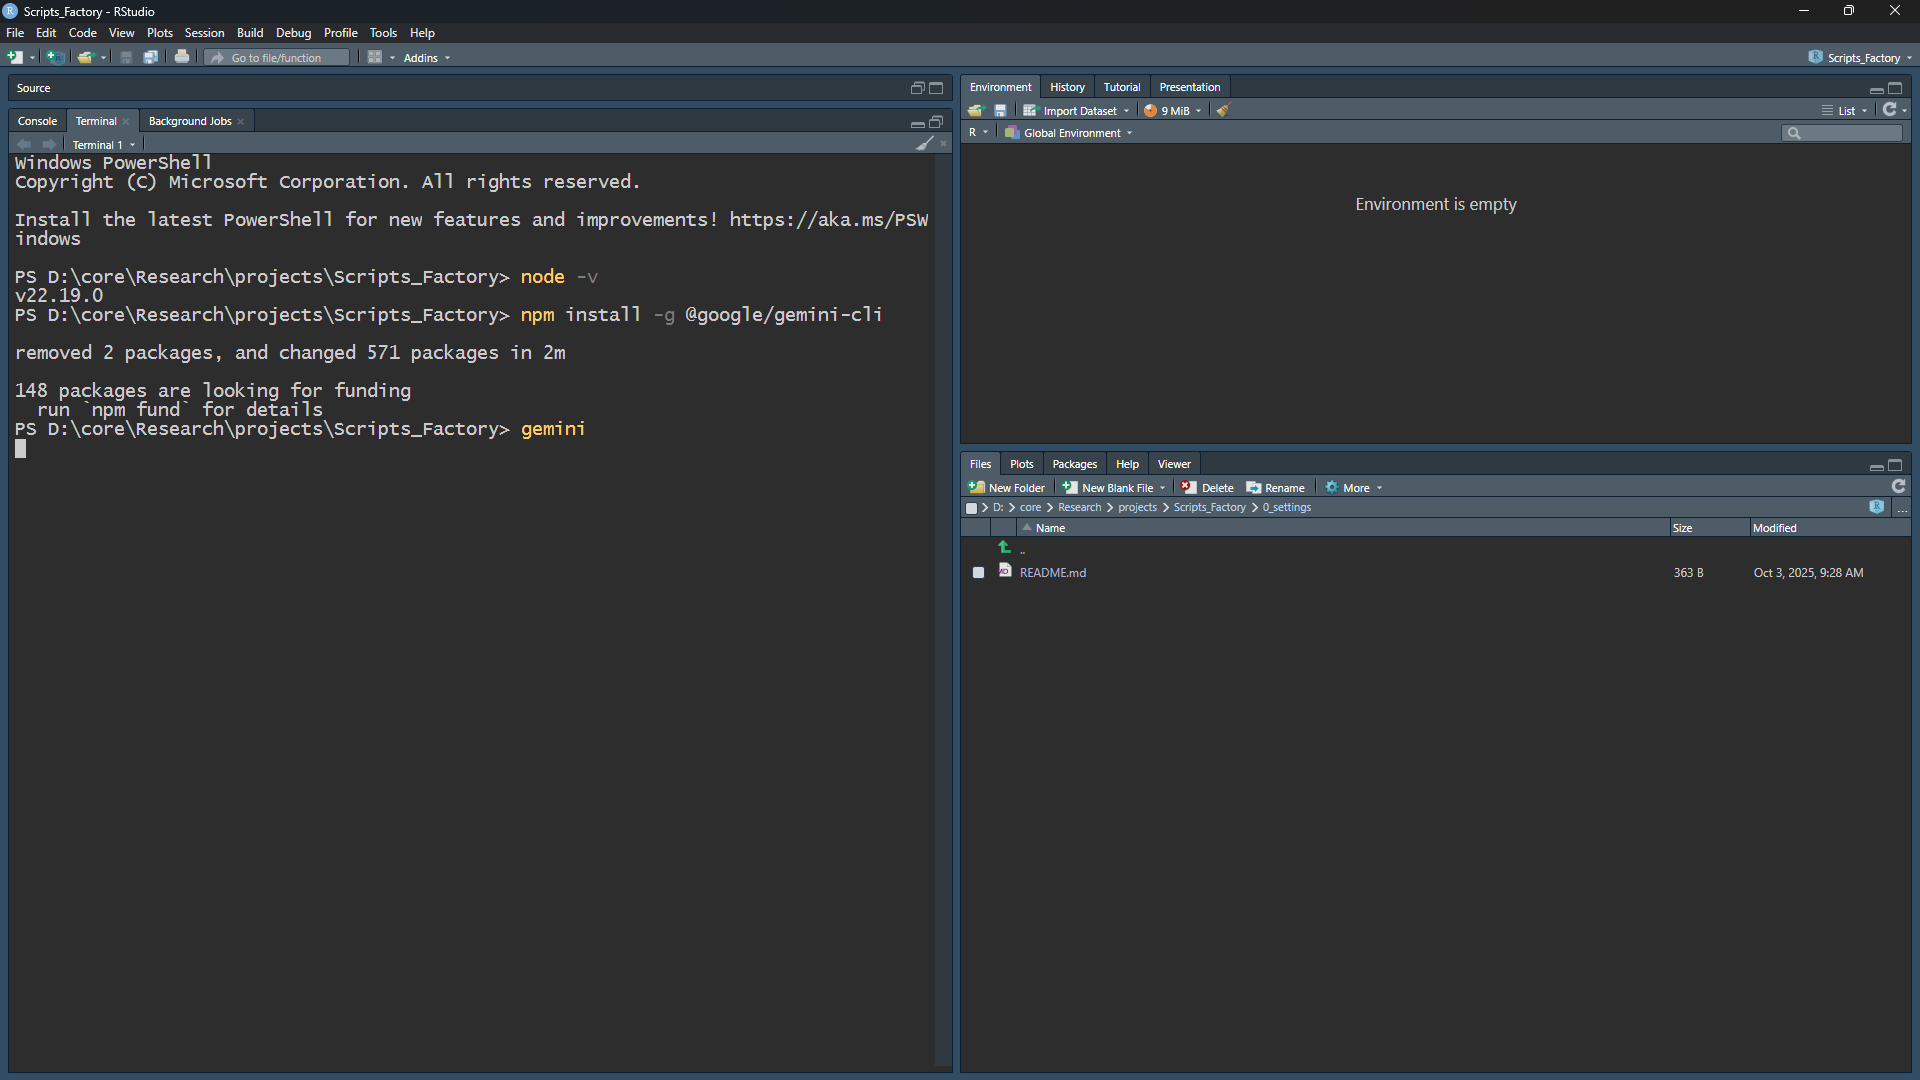 Scripts_Factory - RStudio
File Edit Code View Plots Session Build Debug Profile Tools Help
Go to file/function Addins Scripts_Factory
Source
Console Terminal Background Jobs
Terminal 1
Windows PowerShell
Copyright (C) Microsoft Corporation. All rights reserved.
Install the latest PowerShell for new features and improvements! https://aka.ms/PSW
indows
PS D:\core\Research\projects\Scripts_Factory> node -v
v22.19.0
PS D:\core\Research\projects\Scripts_Factory> npm install -g @google/gemini-cli
removed 2 packages, and changed 571 packages in 2m
148 packages are looking for funding
run `npm fund` for details
PS D:\core\Research\projects\Scripts_Factory> gemini
Environment History Tutorial Presentation
Import Dataset 9 MiB List
R Global Environment
Environment is empty
Files Plots Packages Help Viewer
New Folder New Blank File Delete Rename More
D: core Research projects Scripts_Factory 0_settings ...
Name Size Modified
..
README.md 363 B Oct 3, 2025, 9:28 AM